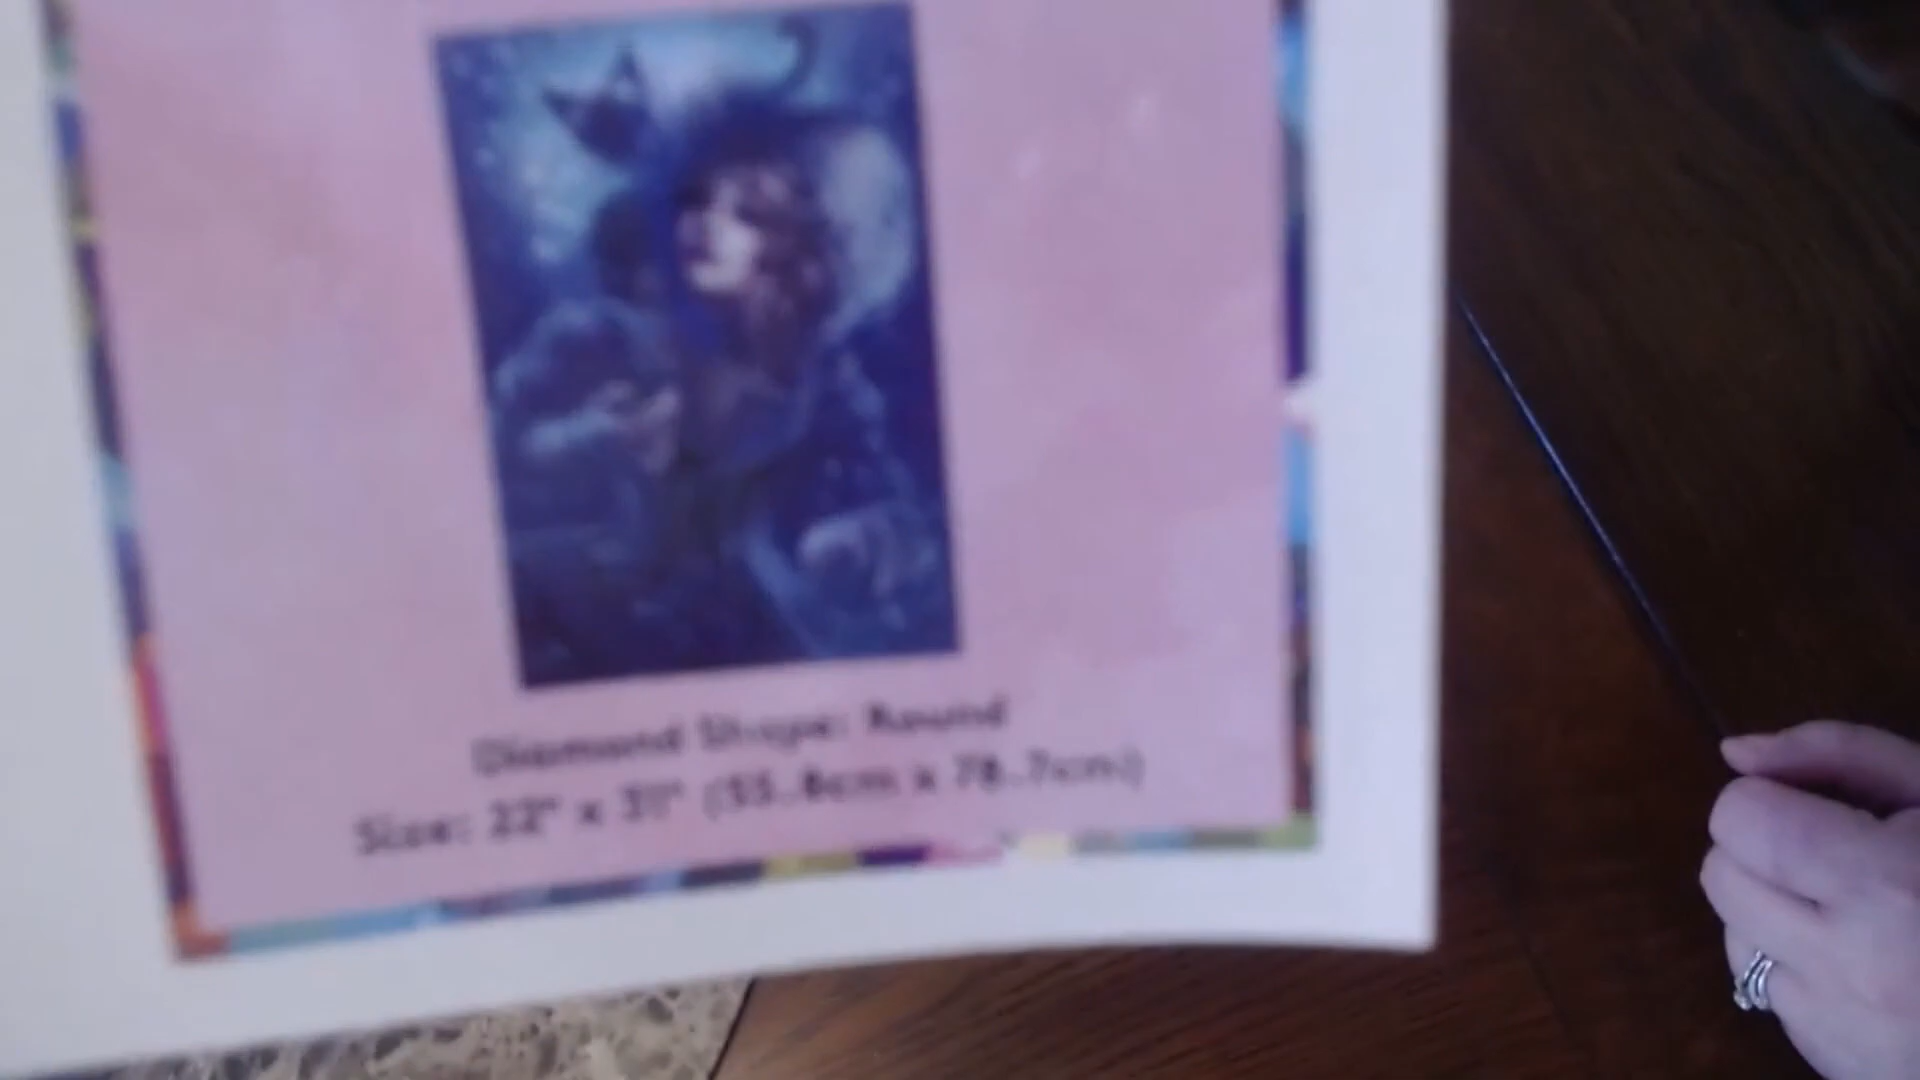 Diamond Shape: Round
Size: 22" x 31" (55.8cm x 78.7cm)